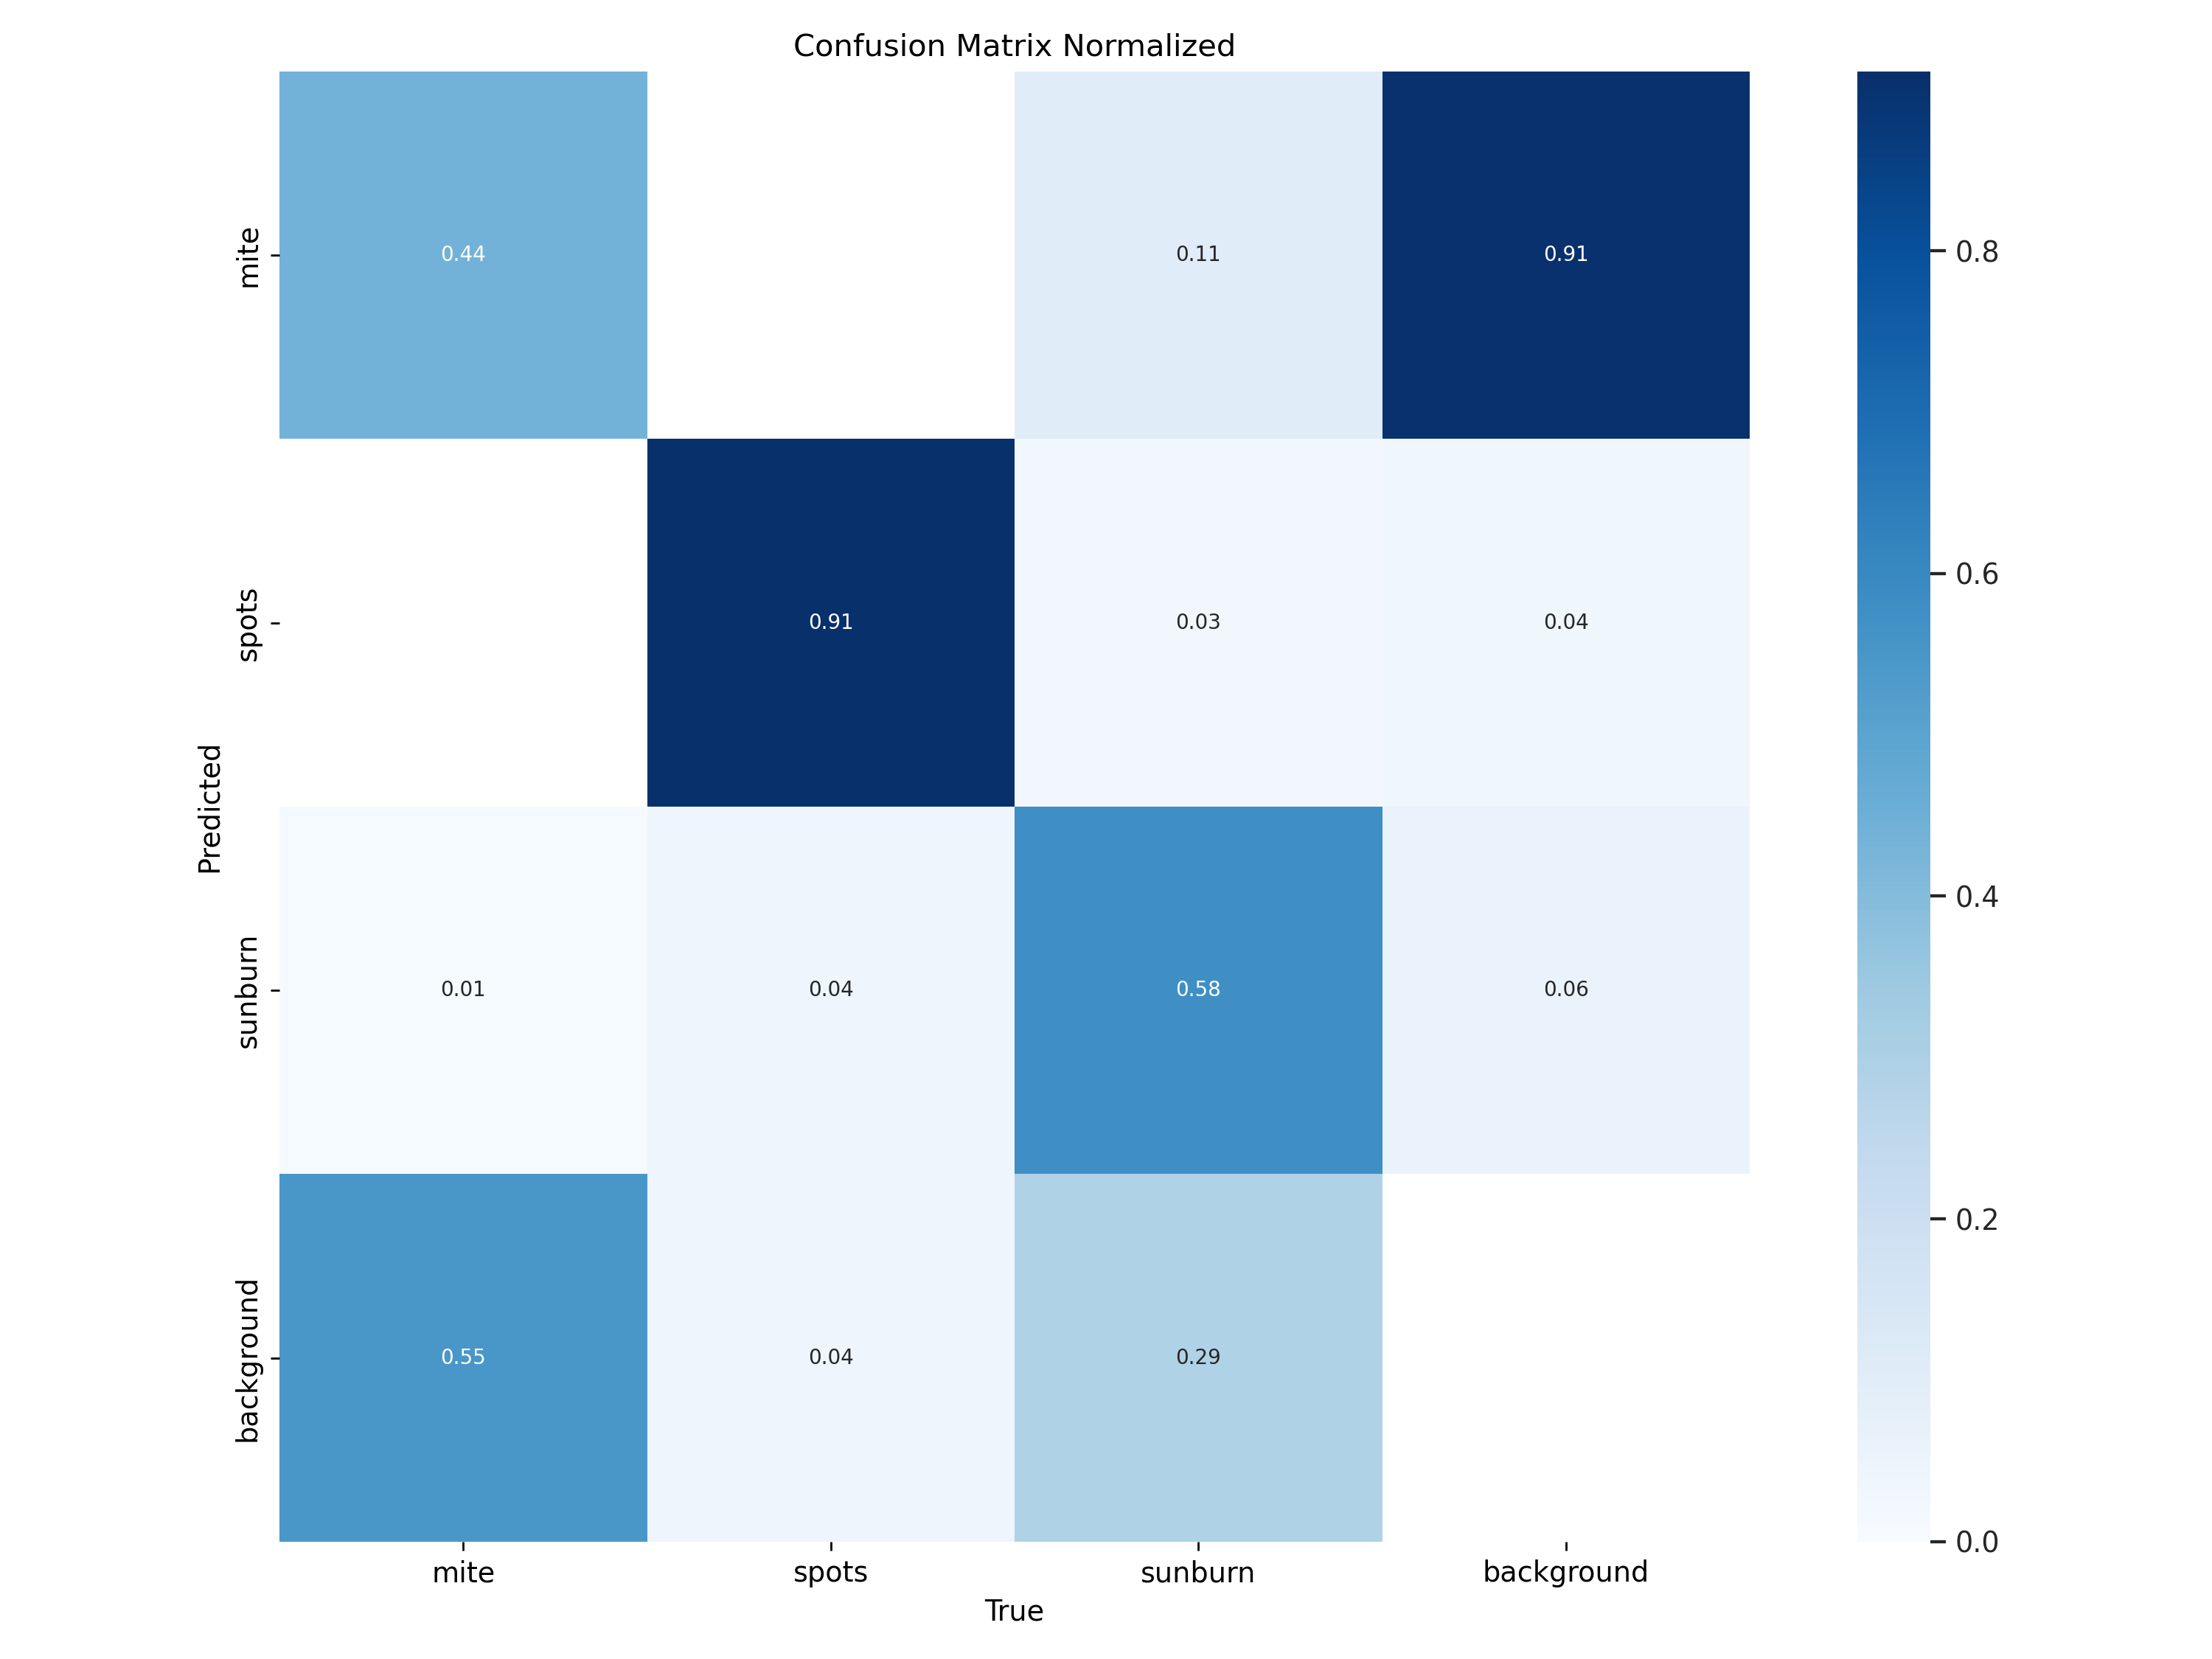 Confusion Matrix Normalized
mite
0.44
0.11
0.91
0.8
spots
0.91
0.03
0.04
0.6
Predicted
sunburn
0.01
0.04
0.58
0.06
0.4
background
0.55
0.04
0.29
0.2
0.0
mite
spots
sunburn
background
True